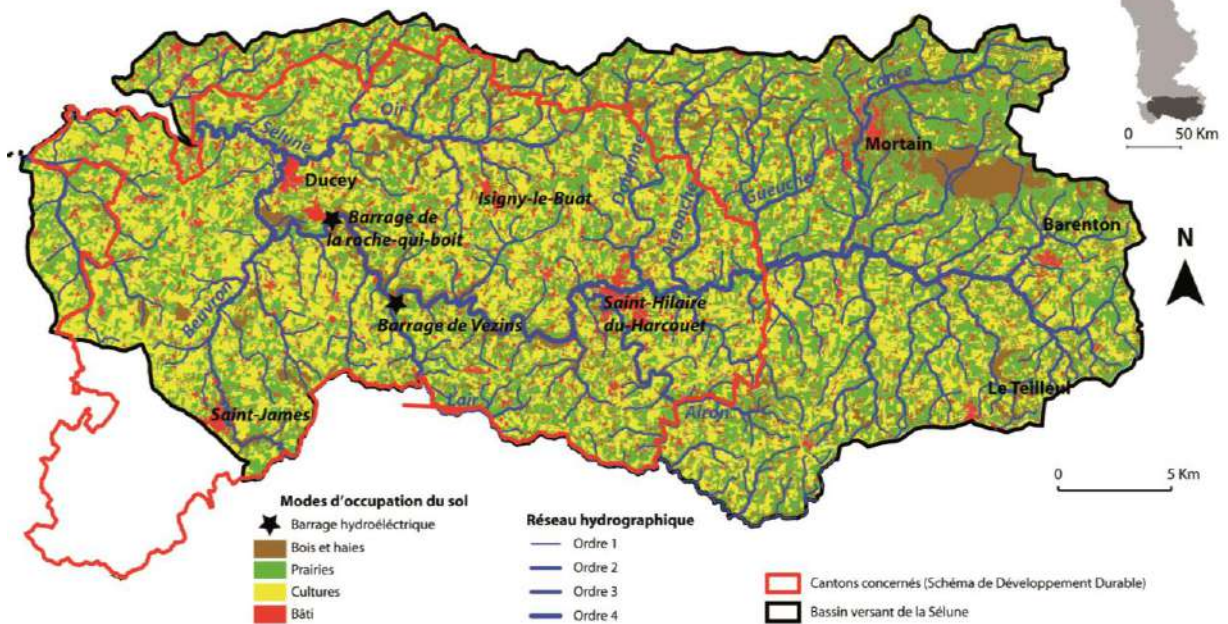 0 50 Km
Cance
Mortain
Oir
Sélune
Ducey
Isigny-le-Buat
Argonche
Gueuche
Barrage de
la roche-qui-boit
Barenton
N
Saint-Hilaire
du-Harcouet
Beuvron
Barrage de Vezins
Le Teilleul
Saint-James
Lair
Airon
0 5 Km
Modes d'occupation du sol
Barrage hydroéléctrique
Bois et haies
Prairies
Cultures
Bâti
Réseau hydrographique
Ordre 1
Ordre 2
Ordre 3
Ordre 4
Cantons concernés (Schéma de Développement Durable)
Bassin versant de la Sélune